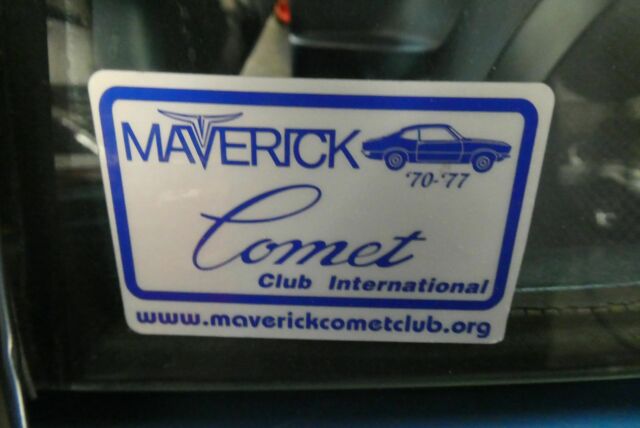 MAVERICK
'70-'77
Comet
Club International
www.maverickcometclub.org